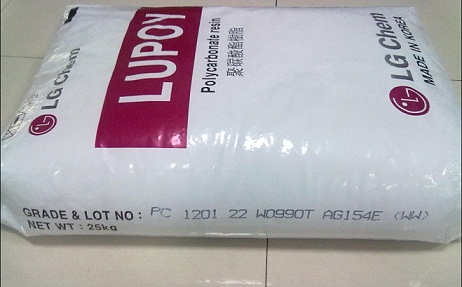 LG Chem
LUPOY
Polycarbonate resin
聚碳酸酯樹脂
LG Chem
MADE IN KOREA
GRADE & LOT NO : PC 1201 22 W0990T AG154E (WW)
NET WT : 25kg